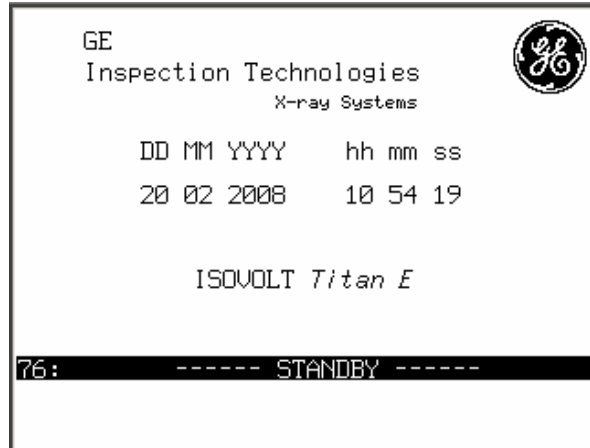 GE
Inspection Technologies
X-ray Systems
DD MM YYYY hh mm ss
20 02 2008 10 54 19
ISOVOLT Titan E
76: ------ STANDBY ------